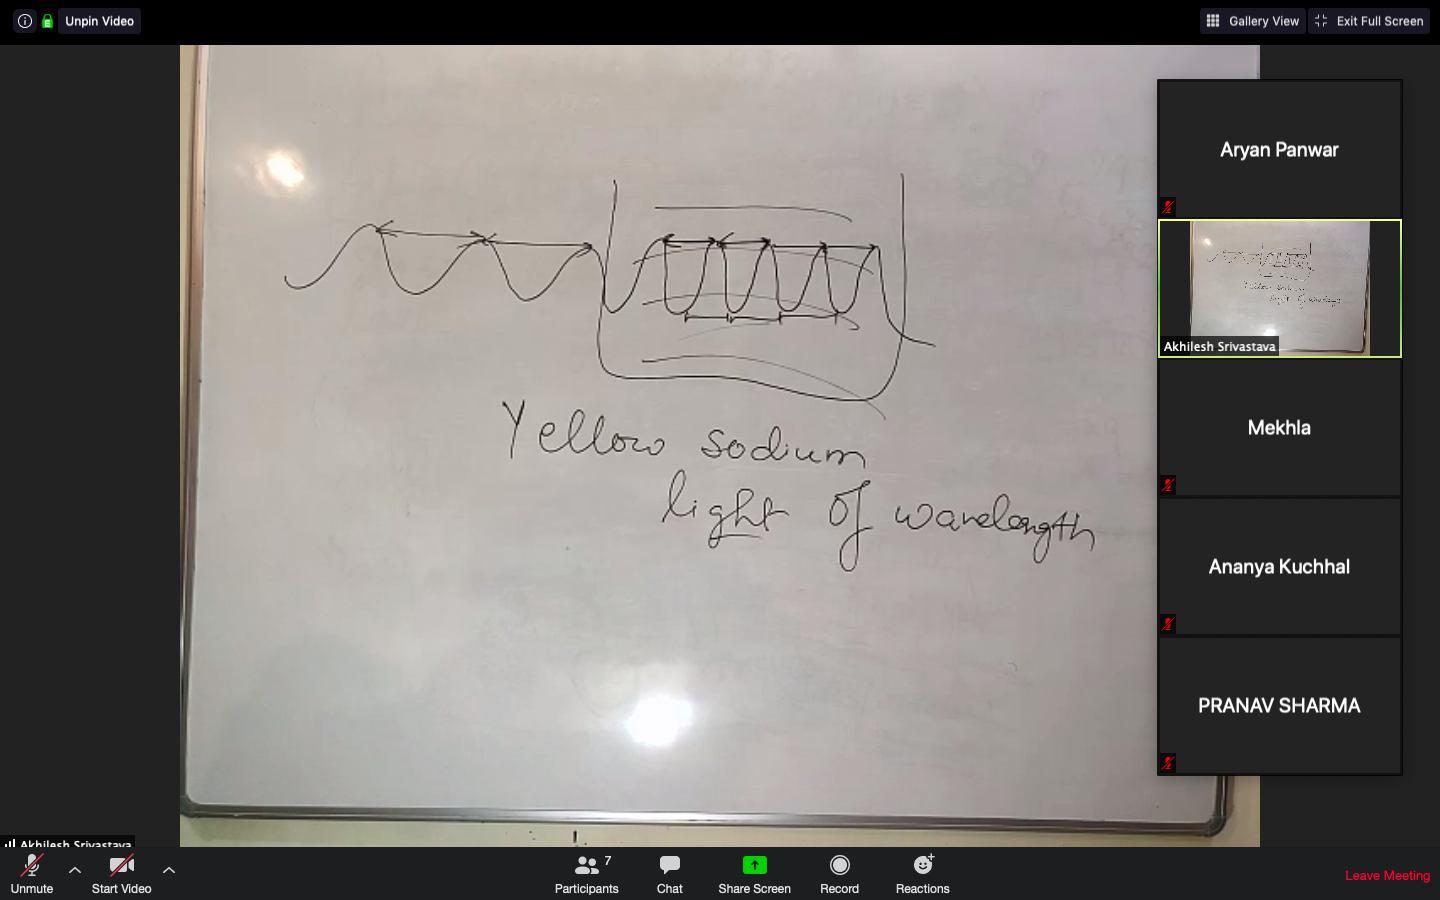 Unpin Video
Gallery View
Exit Full Screen
Aryan Panwar
Akhilesh Srivastava
Mekhla
Ananya Kuchhal
PRANAV SHARMA
Yellow sodium
light of wavelength
Akhilesh Srivastava
Unmute
Start Video
7
Participants
Chat
Share Screen
Record
Reactions
Leave Meeting